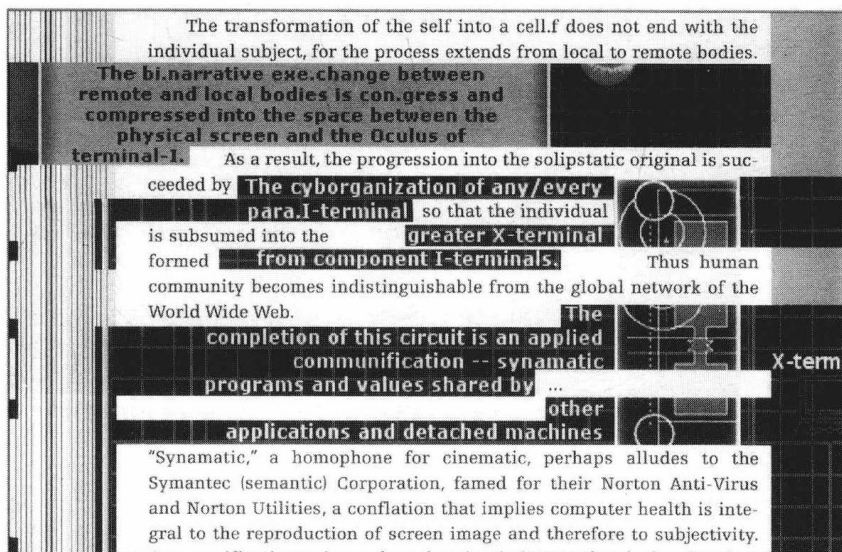 The transformation of the self into a cell.f does not end with the
individual subject, for the process extends from local to remote bodies.
The bi.narrative exe.change between
remote and local bodies is con.gress and
compressed into the space between the
physical screen and the Oculus of
terminal-I. As a result, the progression into the solipstatic original is suc-
ceeded by The cyborganization of any/every
para.I-terminal so that the individual
is subsumed into the greater X-terminal
formed from component I-terminals. Thus human
community becomes indistinguishable from the global network of the
World Wide Web. The
completion of this circuit is an applied
communification -- synamatic
X-term
programs and values shared by ...
other
applications and detached machines
"Synamatic," a homophone for cinematic, perhaps alludes to the
Symantec (semantic) Corporation, famed for their Norton Anti-Virus
and Norton Utilities, a conflation that implies computer health is inte-
gral to the reproduction of screen image and therefore to subjectivity.